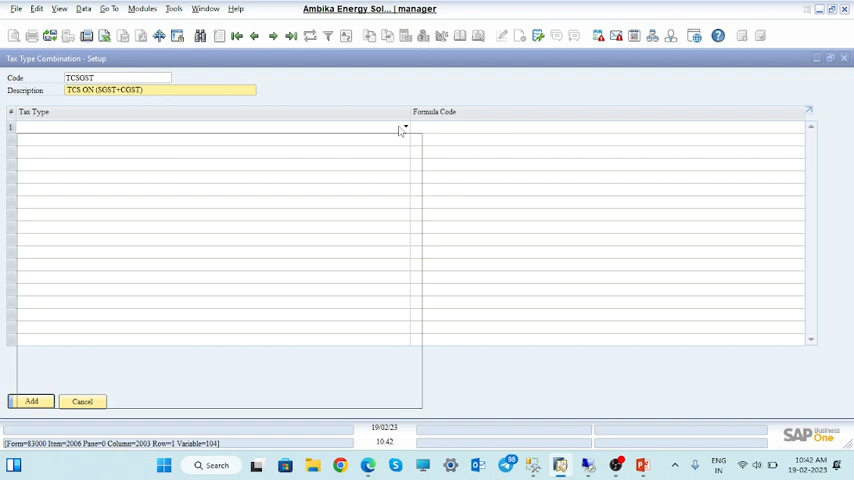 File Edit View Data Go To Modules Tools Window Help
Ambika Energy Sol... | manager
Tax Type Combination - Setup
Code TCSGST
Description TCS ON (SGST+CGST)
# Tax Type Formula Code
1
Add Cancel
19/02/23
10:42
[Form=83000 Item=2006 Pane=0 Column=2003 Row=1 Variable=104]
SAP Business One
Search
98
ENG
IN
10:42 AM
19-02-2023